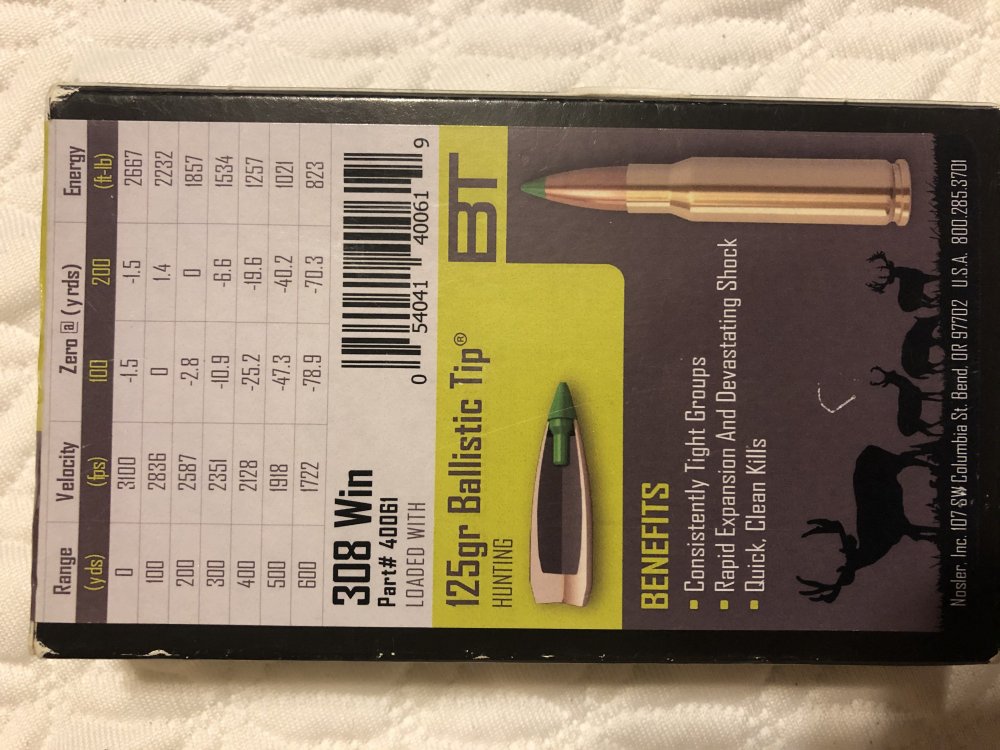 Range Velocity Zero @ (yrds) Energy
(yds) (fps) 100 200 (ft-lb)
0 3100 -1.5 -1.5 2667
100 2836 0 1.4 2232
200 2587 -2.8 0 1857
300 2351 -10.9 -6.6 1534
400 2128 -25.2 -19.6 1257
500 1918 -47.3 -40.2 1021
600 1722 -78.9 -70.3 823
308 Win
Part# 40061
LOADED WITH
0 54041 40061 9
125gr Ballistic Tip®
HUNTING
BT
BENEFITS
▪ Consistently Tight Groups
▪ Rapid Expansion And Devastating Shock
▪ Quick, Clean Kills
Nosler, Inc. 107 SW Columbia St. Bend, OR 97702 U.S.A. 800.285.3701